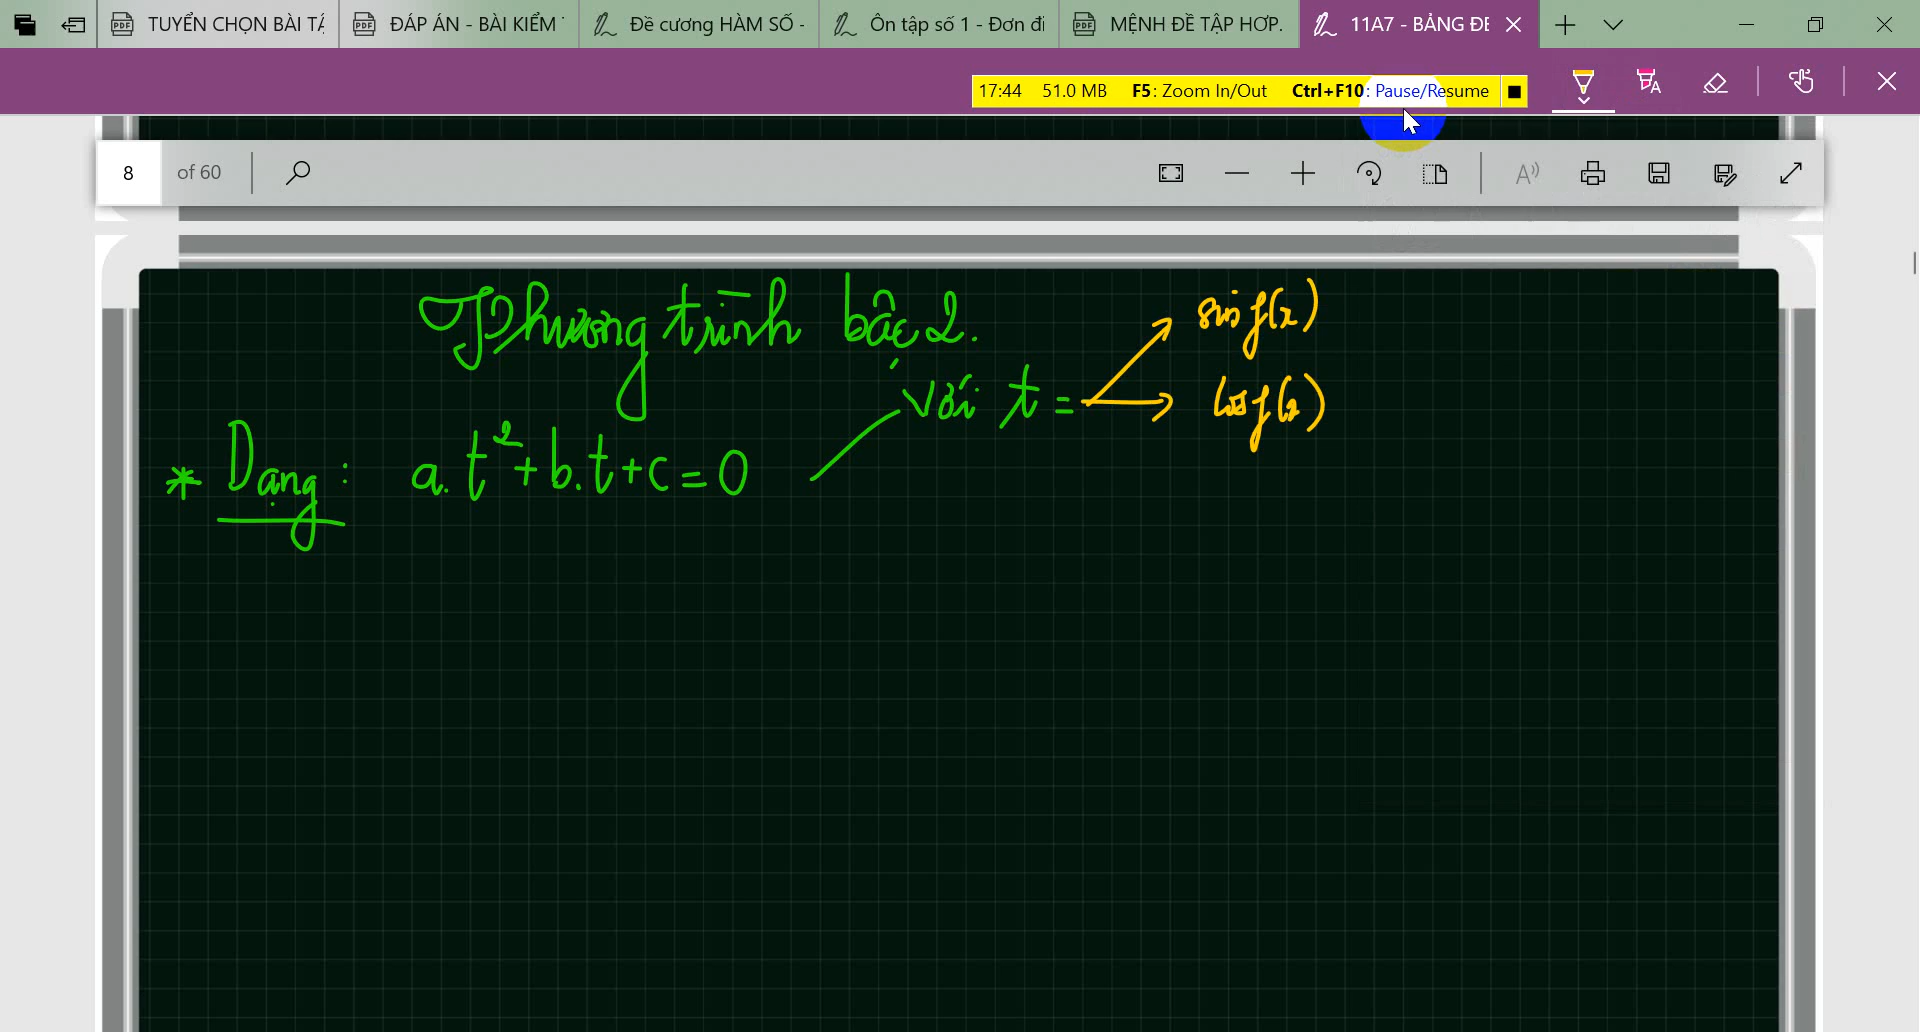 TUYỂN CHỌN BÀI TẬ
ĐÁP ÁN - BÀI KIỂM T
Đề cương HÀM SỐ -
Ôn tập số 1 - Đơn đi
MỆNH ĐỀ TẬP HỢP.
11A7 - BẢNG ĐE
17:44 51.0 MB F5: Zoom In/Out Ctrl+F10: Pause/Resume
8 of 60
Phương trình bậc 2.
sin f(x)
với t =
cos f(x)
* Dạng : a.t²+b.t+c=0